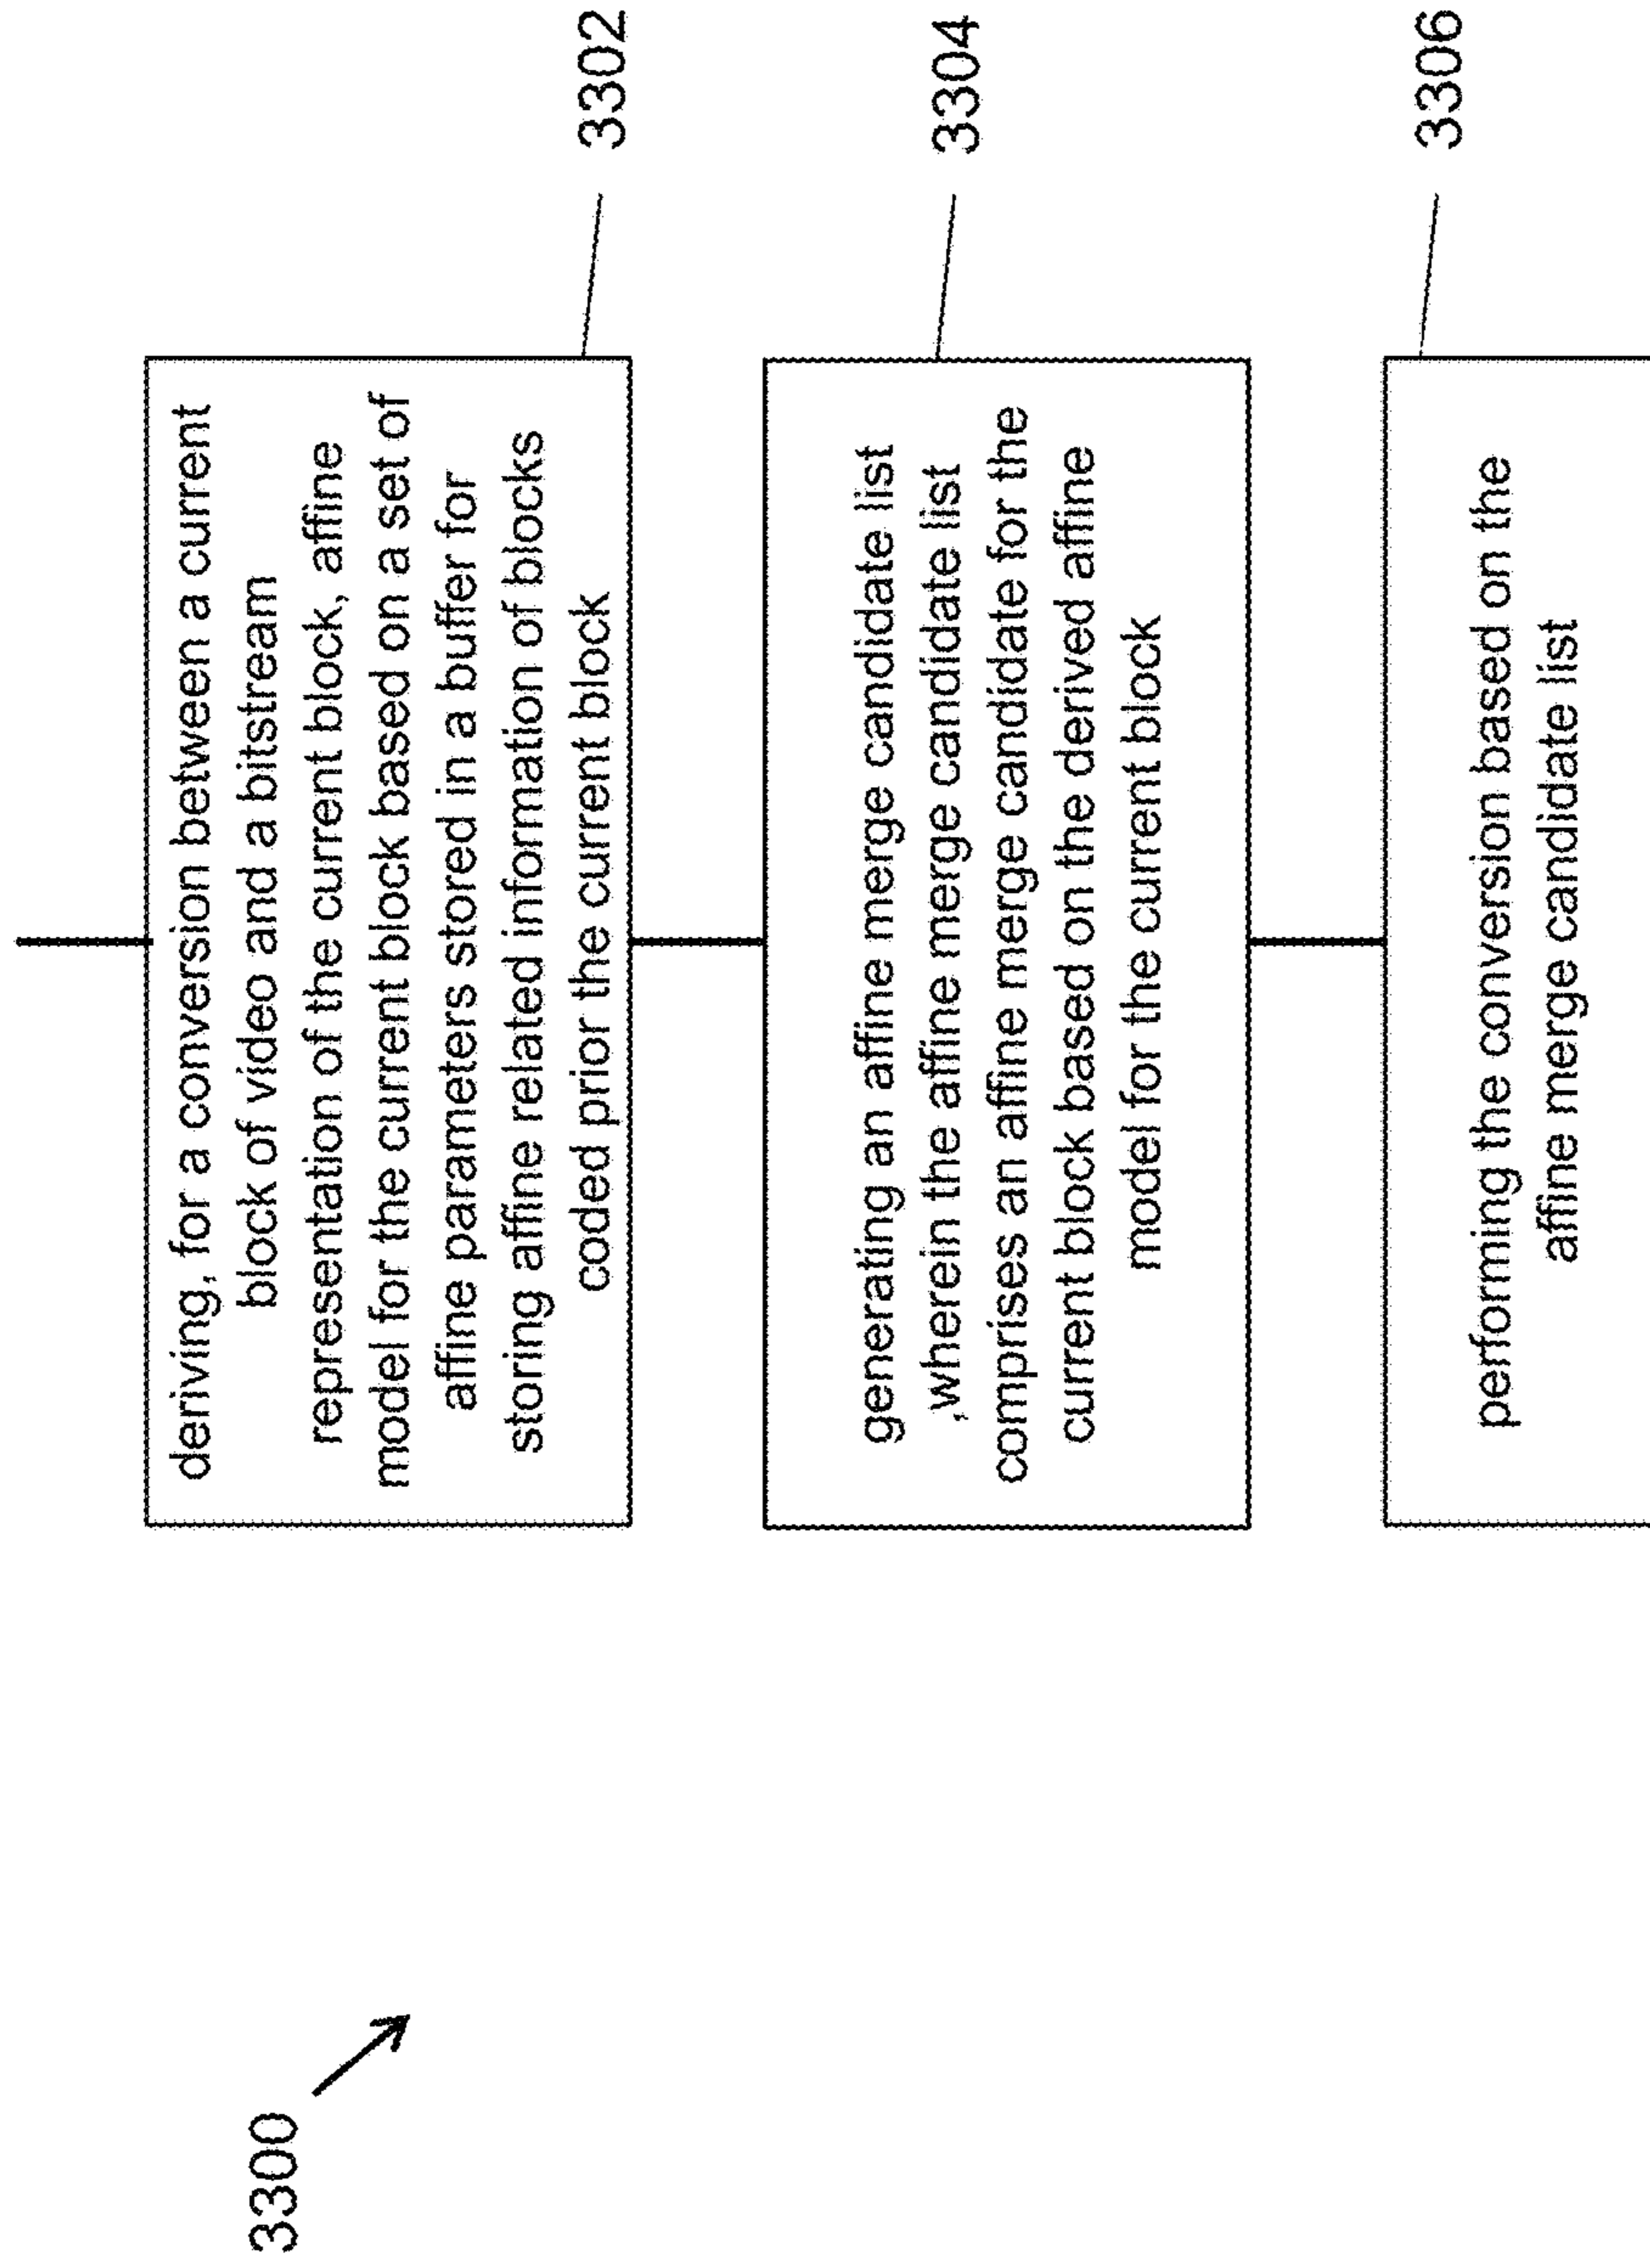 3300
deriving, for a conversion between a current
block of video and a bitstream
representation of the current block, affine
model for the current block based on a set of
affine parameters stored in a buffer for
storing affine related information of blocks
coded prior the current block
3302
generating an affine merge candidate list
,wherein the affine merge candidate list
comprises an affine merge candidate for the
current block based on the derived affine
model for the current block
3304
performing the conversion based on the
affine merge candidate list
3306